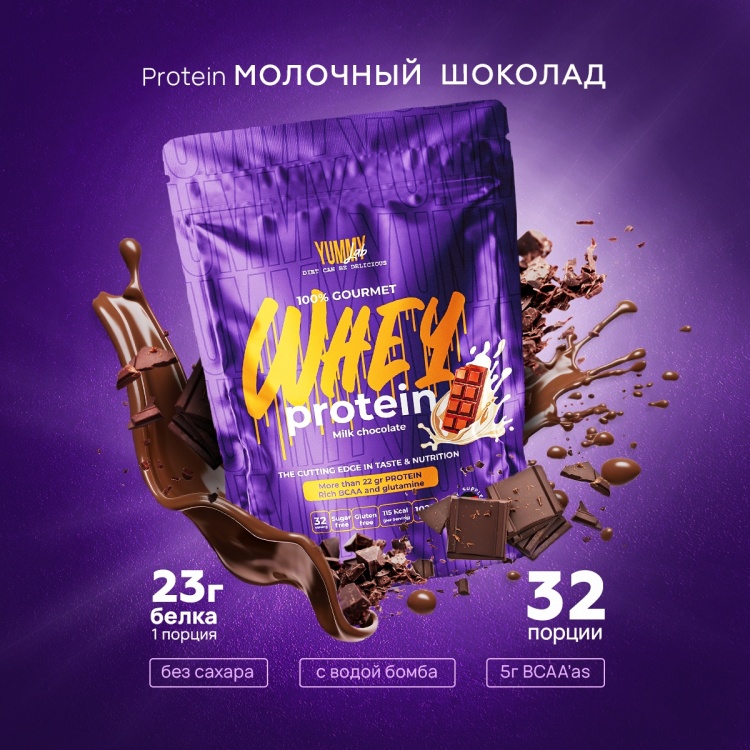 Protein МОЛОЧНЫЙ ШОКОЛАД
YUMMY
lab
DIET CAN BE DELICIOUS
100% GOURMET
WHEY
protein
Milk chocolate
THE CUTTING EDGE IN TASTE & NUTRITION
More than 22 gr PROTEIN
Rich BCAA and glutamine
32 Sugar free Gluten free 115 Kcal
23г
белка
1 порция
32
порции
без сахара
с водой бомба
5г BCAA'as